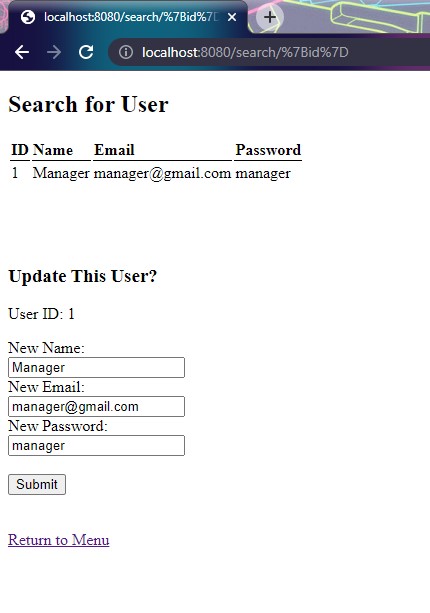 localhost:8080/search/%7Bid%7D
localhost:8080/search/%7Bid%7D
Search for User
ID Name Email Password
1 Manager manager@gmail.com manager
Update This User?
User ID: 1
New Name:
Manager
New Email:
manager@gmail.com
New Password:
manager
Submit
Return to Menu